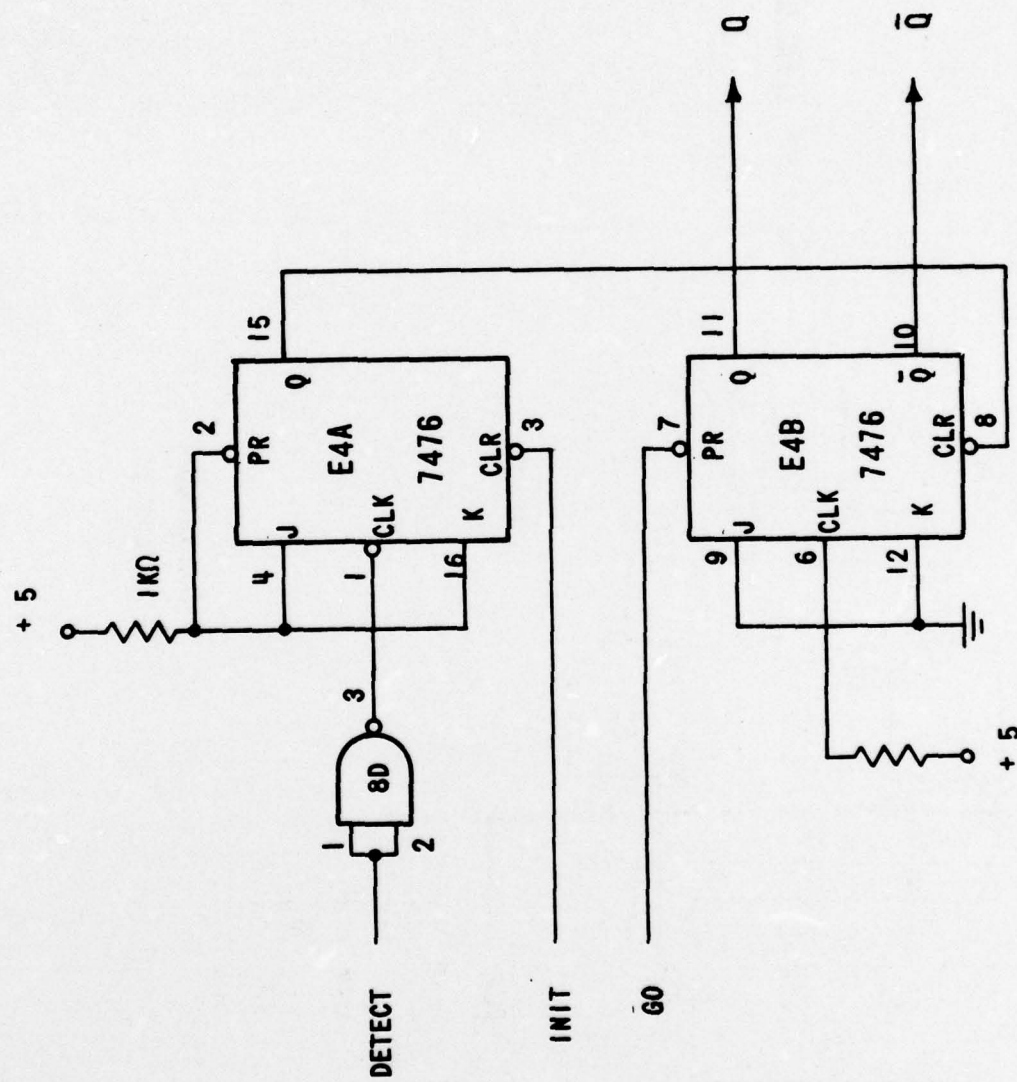 + 5
1KΩ
2
PR
15
Q
E4A
7476
4
J
1
CLK
16
K
CLR
3
3
8D
1
2
DETECT
INIT
GO
7
PR
11
Q
Q
E4B
7476
9
J
6
CLK
12
K
10
Q̅
Q̅
CLR
8
+ 5